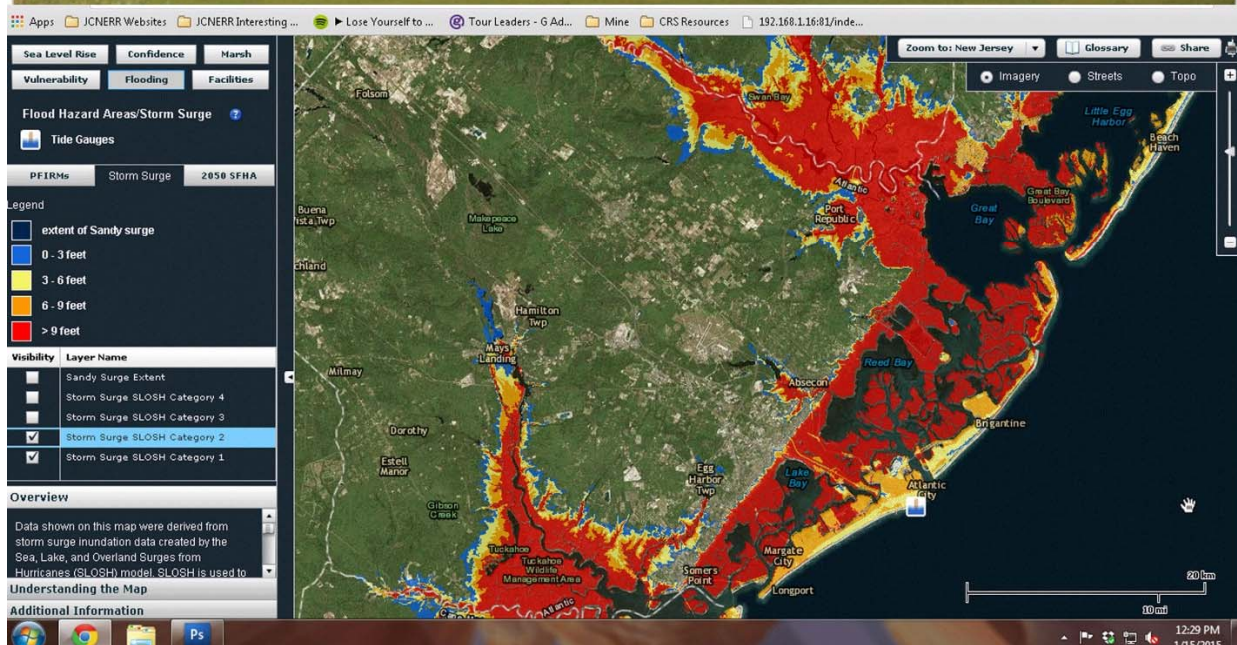 Apps JCNERR Websites JCNERR Interesting ... ► Lose Yourself to ... Tour Leaders - G Ad... Mine CRS Resources 192.168.1.16:81/inde...
Sea Level Rise Confidence Marsh
Vulnerability Flooding Facilities
Flood Hazard Areas/Storm Surge ?
Tide Gauges
PFIRMs Storm Surge 2050 SFHA
Legend
extent of Sandy surge
0 - 3 feet
3 - 6 feet
6 - 9 feet
> 9 feet
Visibility Layer Name
Sandy Surge Extent
Storm Surge SLOSH Category 4
Storm Surge SLOSH Category 3
Storm Surge SLOSH Category 2
Storm Surge SLOSH Category 1
Overview
Data shown on this map were derived from
storm surge inundation data created by the
Sea, Lake, and Overland Surges from
Hurricanes (SLOSH) model. SLOSH is used to
Understanding the Map
Additional Information
Zoom to: New Jersey Glossary Share
Imagery Streets Topo
Folsom
Swan Bay
Little Egg
Harbor
Beach
Haven
Atlantic
Great Bay
Boulevard
Buena
ista Twp
Makepeace
Lake
Port
Republic
Great
Bay
chland
Hamilton
Twp
Mays
Landing
Milmay
Reed Bay
Absecon
Brigantine
Dorothy
Estell
Manor
Egg
Harbor
Twp
Lake
Bay
Atlantic
City
Gibson
Creek
Tuckahoe
Tuckahoe
Wildlife
Management Area
Margate
City
Somers
Point
Longport
Atlantic
20 km
10 mi
Ps
12:29 PM
1/15/2015